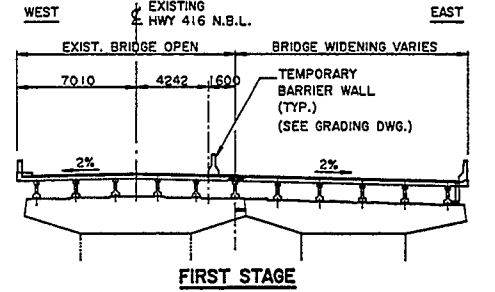 WEST
EXISTING
HWY 416 N.B.L.
EAST
EXIST. BRIDGE OPEN
BRIDGE WIDENING VARIES
7010
4242
1600
TEMPORARY
BARRIER WALL
(TYP.)
(SEE GRADING DWG.)
2%
2%
FIRST STAGE